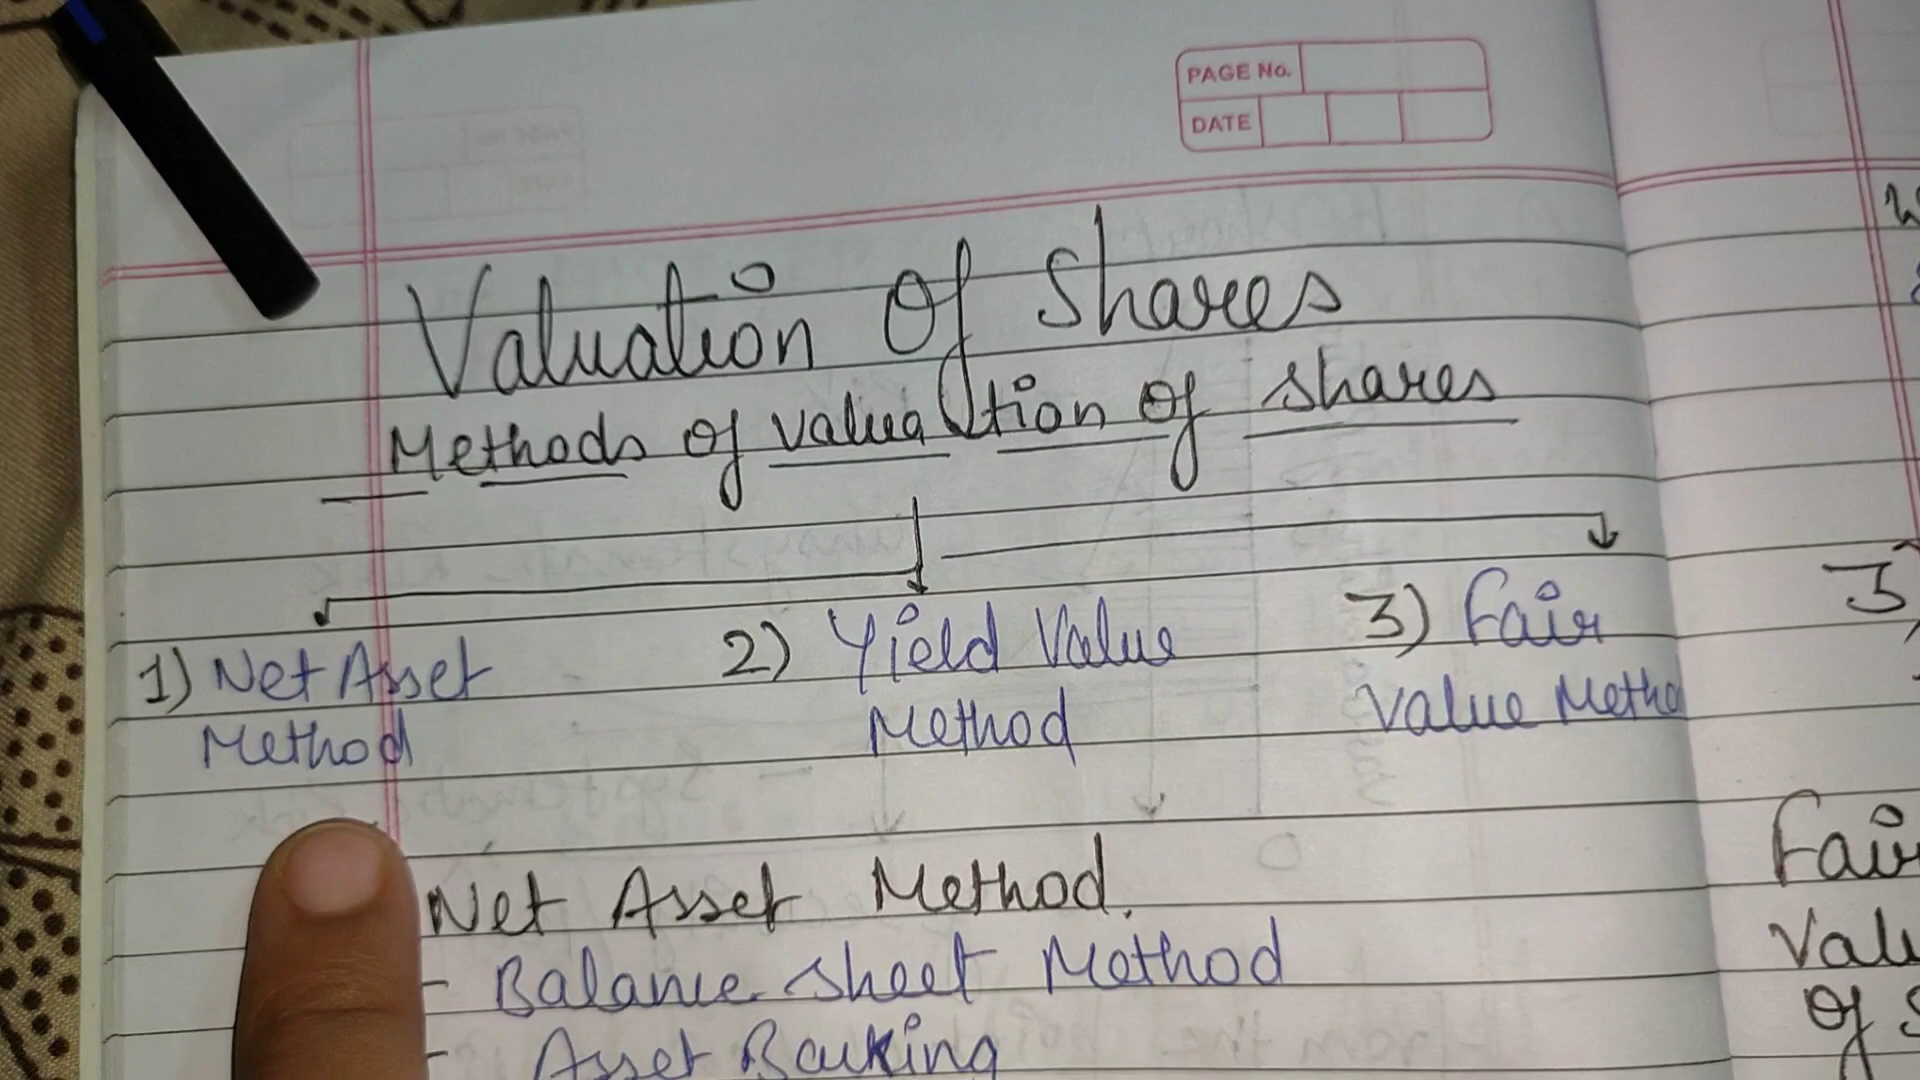 PAGE No.
DATE
Valuation Of Shares
Methods of valuation of shares
1) Net Asset Method
2) Yield Value Method
3) Fair Value Metho
Net Asset Method.
- Balance sheet Method
- Asset Backing
Fair
Valu
of S